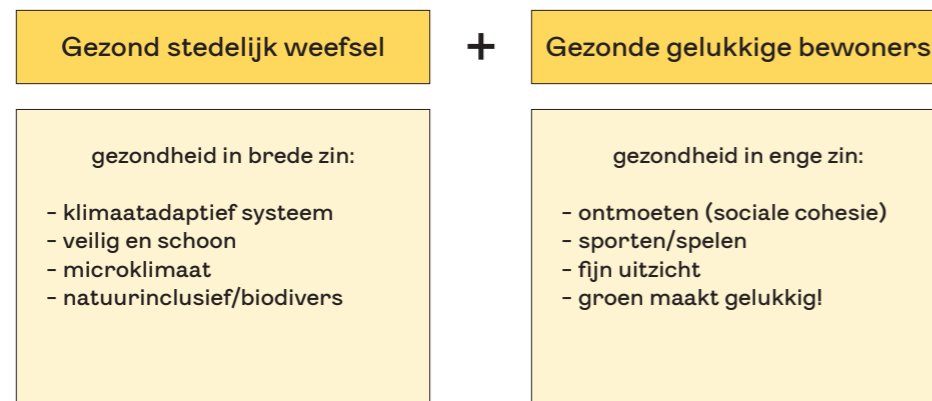 Gezond stedelijk weefsel
+
Gezonde gelukkige bewoners
gezondheid in brede zin:
- klimaatadaptief systeem
- veilig en schoon
- microklimaat
- natuurinclusief/biodivers
gezondheid in enge zin:
- ontmoeten (sociale cohesie)
- sporten/spelen
- fijn uitzicht
- groen maakt gelukkig!